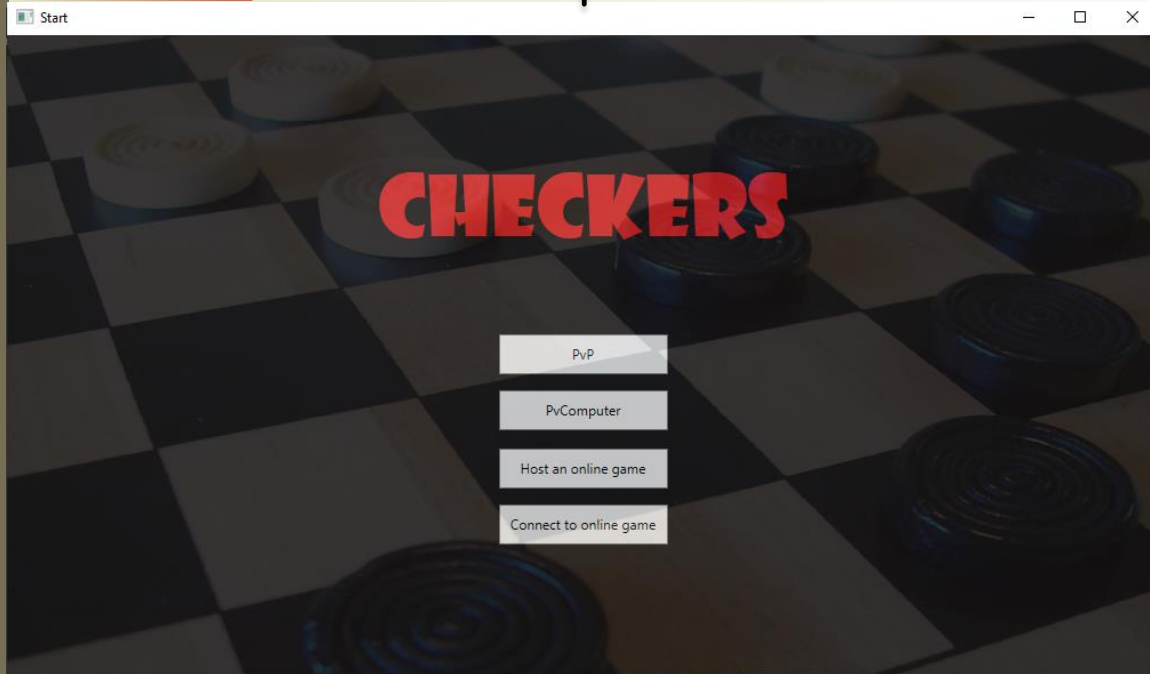 Start
CHECKERS
PvP
PvComputer
Host an online game
Connect to online game